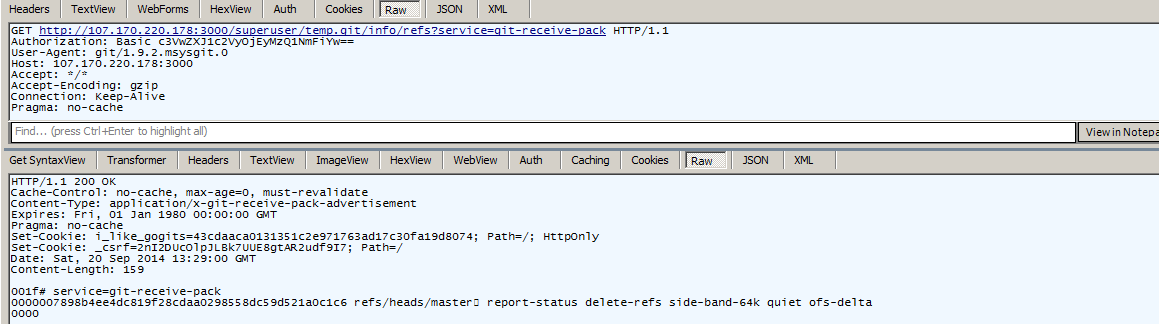 Headers TextView WebForms HexView Auth Cookies Raw JSON XML
GET http://107.170.220.178:3000/superuser/temp.git/info/refs?service=git-receive-pack HTTP/1.1
Authorization: Basic c3VwZXJ1c2VyOjEyMzQ1NmFiYw==
User-Agent: git/1.9.2.msysgit.0
Host: 107.170.220.178:3000
Accept: */*
Accept-Encoding: gzip
Connection: Keep-Alive
Pragma: no-cache
Find... (press Ctrl+Enter to highlight all) View in Notepa
Get SyntaxView Transformer Headers TextView ImageView HexView WebView Auth Caching Cookies Raw JSON XML
HTTP/1.1 200 OK
Cache-Control: no-cache, max-age=0, must-revalidate
Content-Type: application/x-git-receive-pack-advertisement
Expires: Fri, 01 Jan 1980 00:00:00 GMT
Pragma: no-cache
Set-Cookie: i_like_gogits=43cdaaca0131351c2e971763ad17c30fa19d8074; Path=/; HttpOnly
Set-Cookie: _csrf=2nI2DUcOlpJLBk7UUE8gtAR2udf9I7; Path=/
Date: Sat, 20 Sep 2014 13:29:00 GMT
Content-Length: 159
001f# service=git-receive-pack
0000007898b4ee4dc819f28cdaa0298558dc59d521a0c1c6 refs/heads/master▯ report-status delete-refs side-band-64k quiet ofs-delta
0000